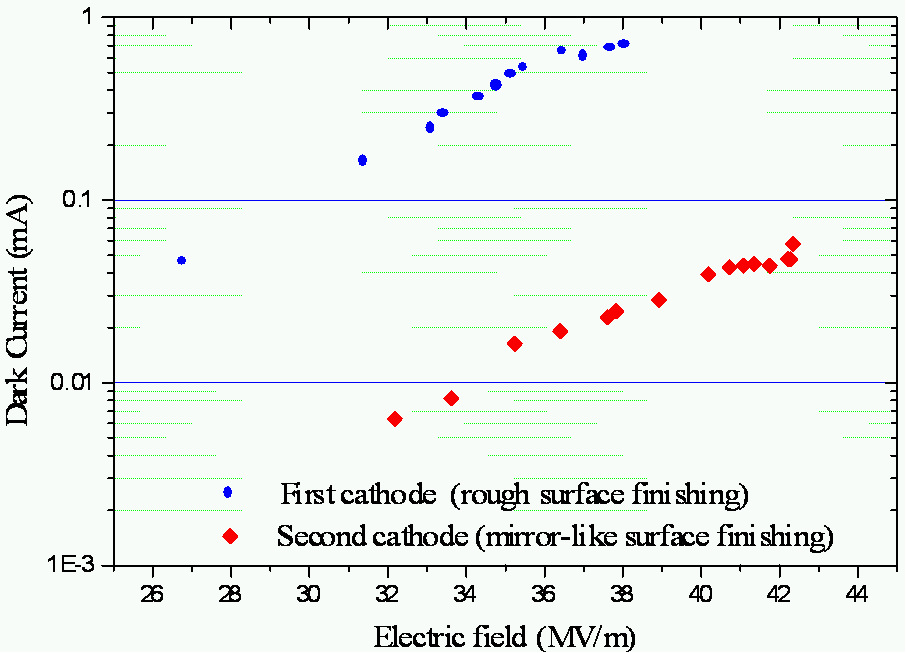 1
0.1
0.01
1E-3
Dark Current (mA)
First cathode (rough surface finishing)
Second cathode (mirror-like surface finishing)
26 28 30 32 34 36 38 40 42 44
Electric field (MV/m)